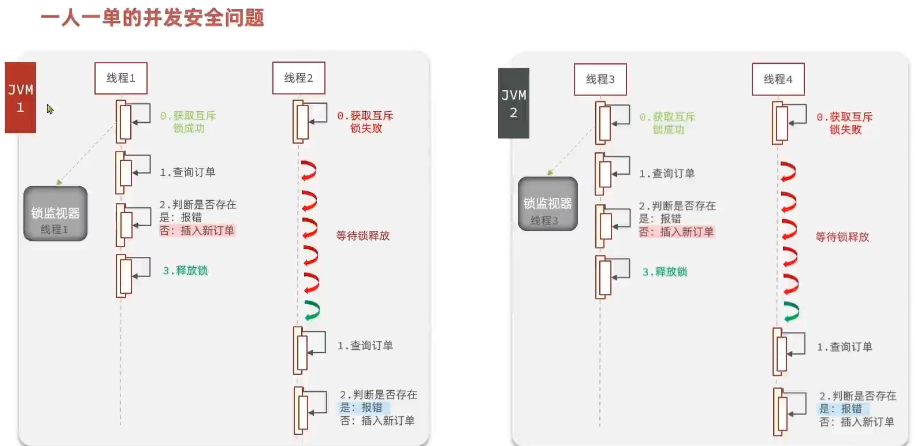 一人一单的并发安全问题
JVM
1
线程1
线程2
0.获取互斥
锁成功
0.获取互斥
锁失败
1.查询订单
锁监视器
线程1
2.判断是否存在
是：报错
否：插入新订单
等待锁释放
3.释放锁
1.查询订单
2.判断是否存在
是：报错
否：插入新订单
JVM
2
线程3
线程4
0.获取互斥
锁成功
0.获取互斥
锁失败
1.查询订单
锁监视器
线程3
2.判断是否存在
是：报错
否：插入新订单
等待锁释放
3.释放锁
1.查询订单
2.判断是否存在
是：报错
否：插入新订单